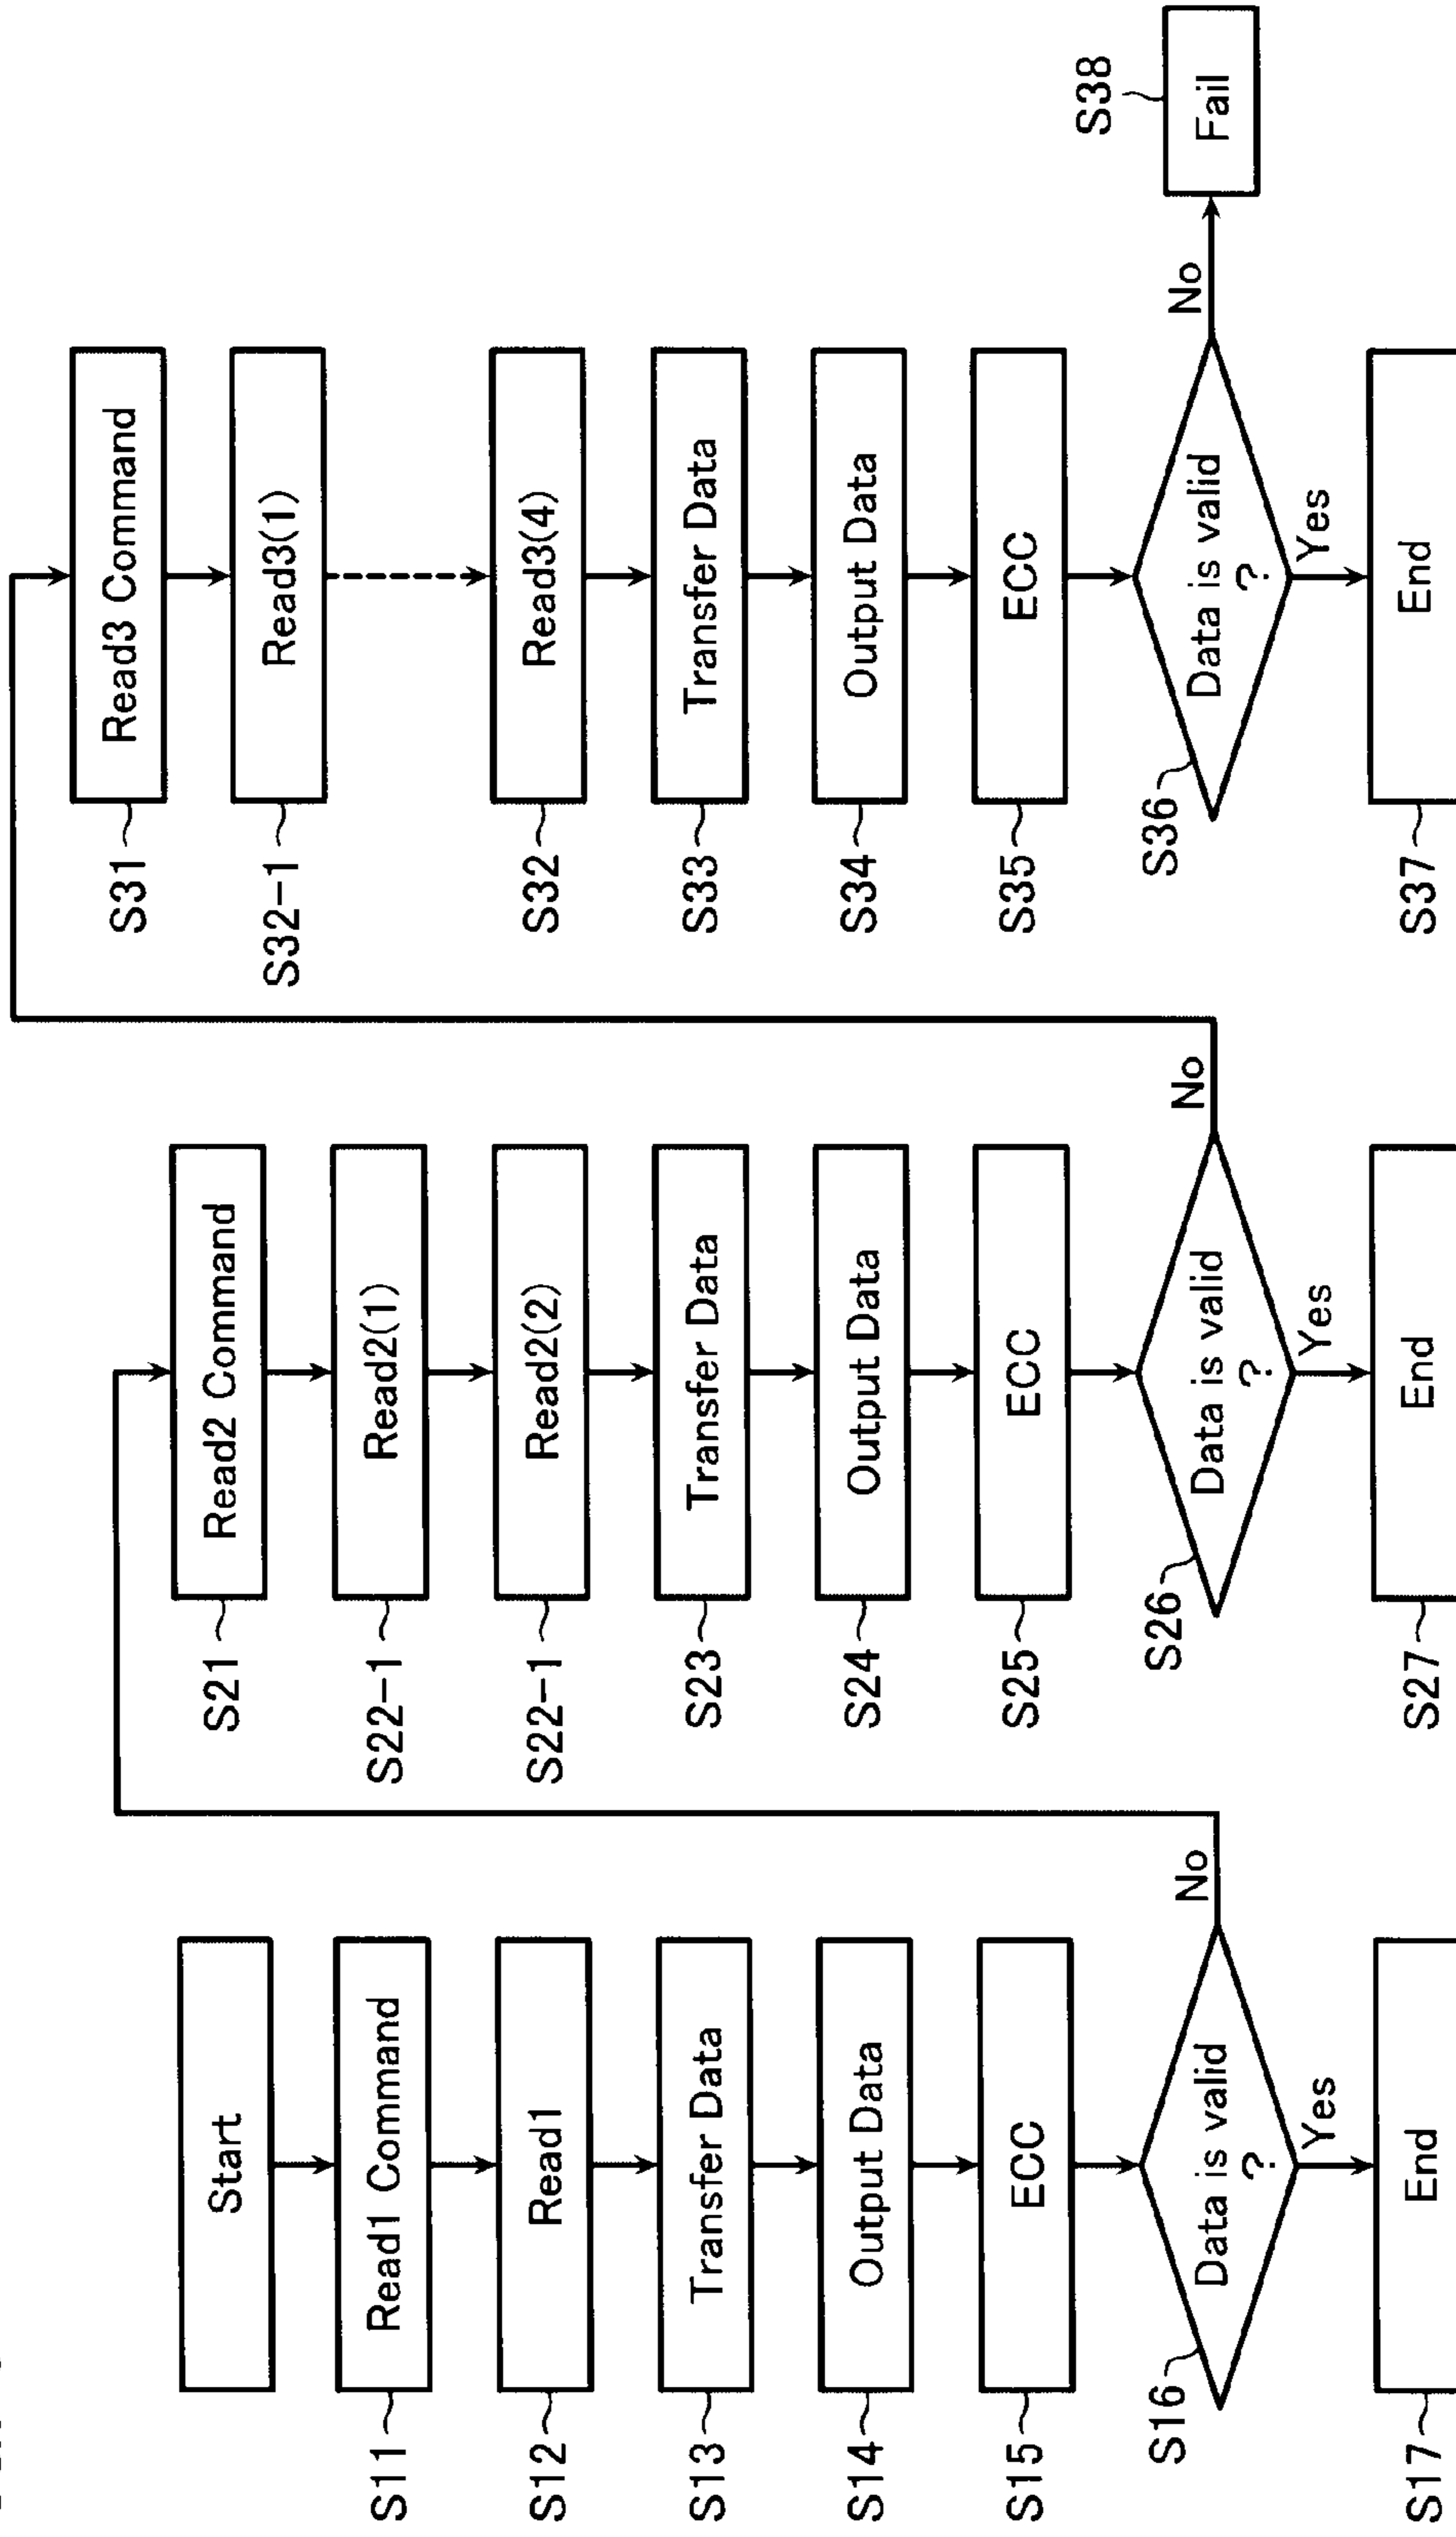 Start
S11
Read1 Command
S12
Read1
S13
Transfer Data
S14
Output Data
S15
ECC
S16
Data is valid
?
No
Yes
S17
End
S21
Read2 Command
S22-1
Read2(1)
S22-1
Read2(2)
S23
Transfer Data
S24
Output Data
S25
ECC
S26
Data is valid
?
No
Yes
S27
End
S31
Read3 Command
S32-1
Read3(1)
S32
Read3(4)
S33
Transfer Data
S34
Output Data
S35
ECC
S36
Data is valid
?
No
S38
Fail
Yes
S37
End